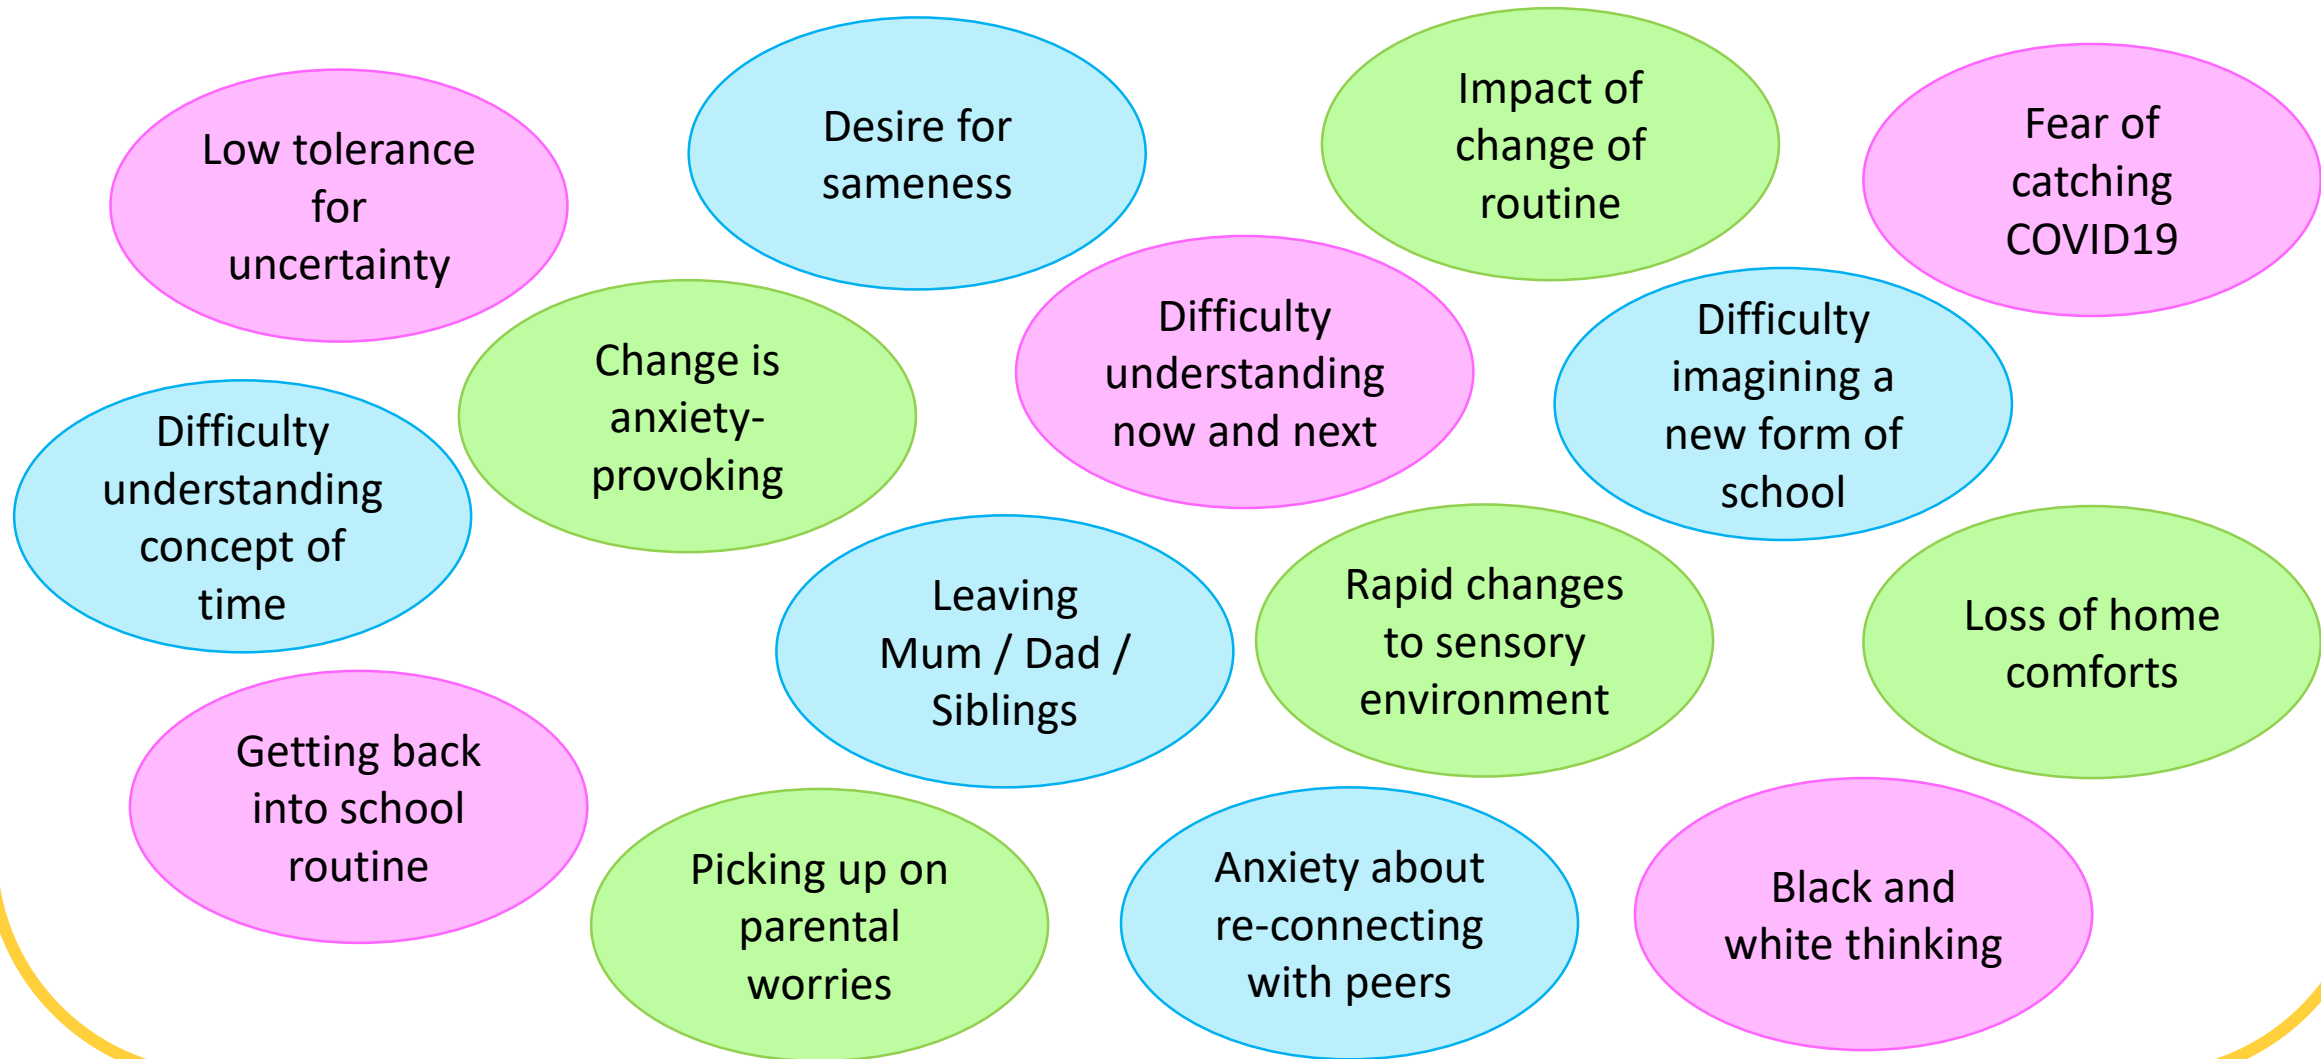 Low tolerance
for
uncertainty
Desire for
sameness
Impact of
change of
routine
Fear of
catching
COVID19
Change is
anxiety-
provoking
Difficulty
understanding
now and next
Difficulty
imagining a
new form of
school
Difficulty
understanding
concept of
time
Leaving
Mum / Dad /
Siblings
Rapid changes
to sensory
environment
Loss of home
comforts
Getting back
into school
routine
Picking up on
parental
worries
Anxiety about
re-connecting
with peers
Black and
white thinking